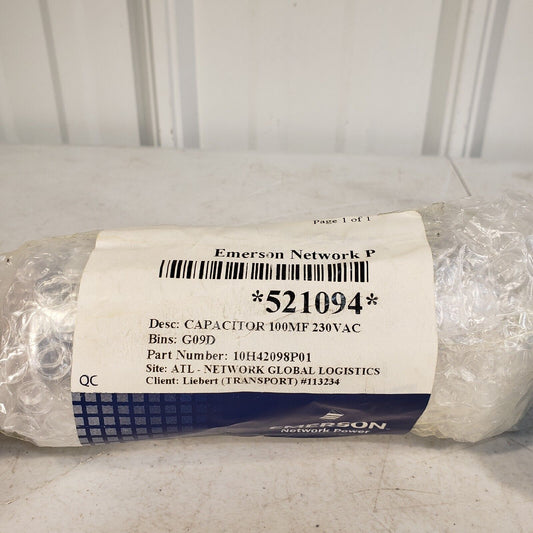 Page 1 of 1
Emerson Network P
*521094*
Desc: CAPACITOR 100MF 230VAC
Bins: G09D
Part Number: 10H42098P01
Site: ATL - NETWORK GLOBAL LOGISTICS
Client: Liebert (TRANSPORT) #113234
QC
EMERSON
Network Power